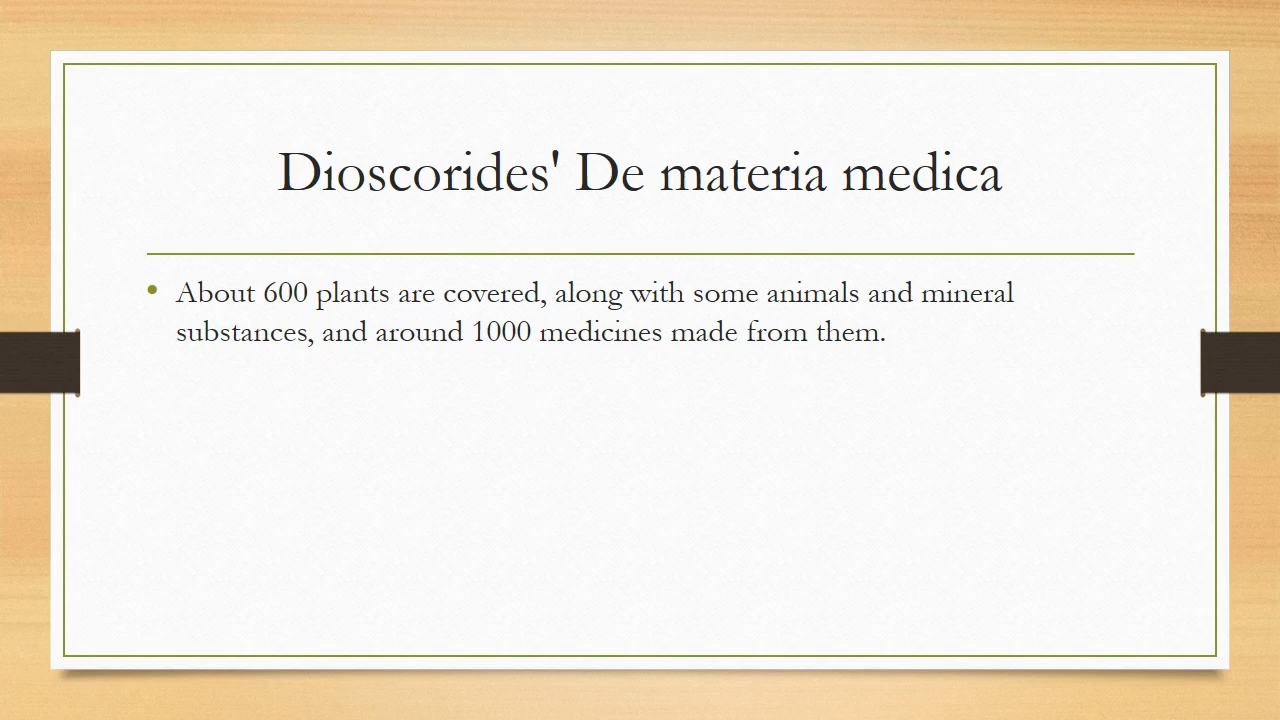 Dioscorides' De materia medica
• About 600 plants are covered, along with some animals and mineral
substances, and around 1000 medicines made from them.